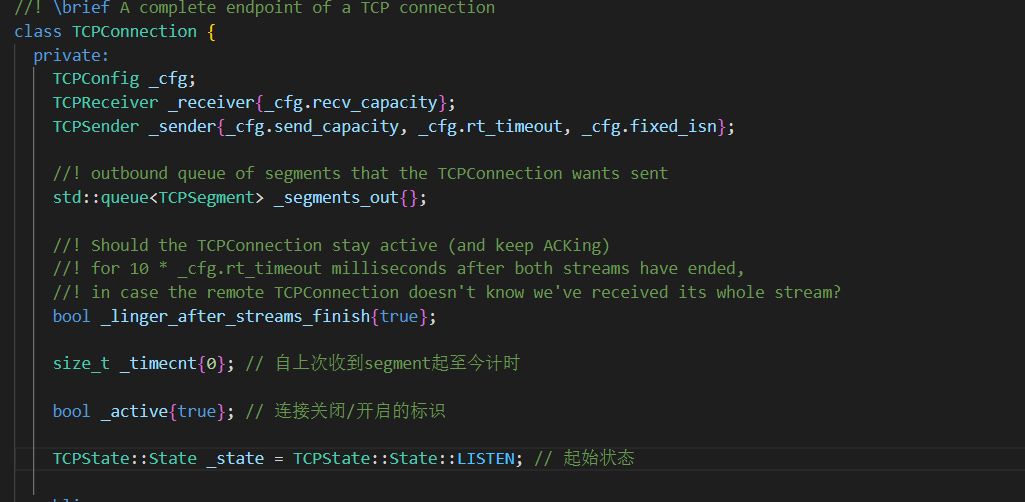 //! \brief A complete endpoint of a TCP connection
class TCPConnection {
private:
TCPConfig _cfg;
TCPReceiver _receiver{_cfg.recv_capacity};
TCPSender _sender{_cfg.send_capacity, _cfg.rt_timeout, _cfg.fixed_isn};
//! outbound queue of segments that the TCPConnection wants sent
std::queue<TCPSegment> _segments_out{};
//! Should the TCPConnection stay active (and keep ACKing)
//! for 10 * _cfg.rt_timeout milliseconds after both streams have ended,
//! in case the remote TCPConnection doesn't know we've received its whole stream?
bool _linger_after_streams_finish{true};
size_t _timecnt{0}; // 自上次收到segment起至今计时
bool _active{true}; // 连接关闭/开启的标识
TCPState::State _state = TCPState::State::LISTEN; // 起始状态